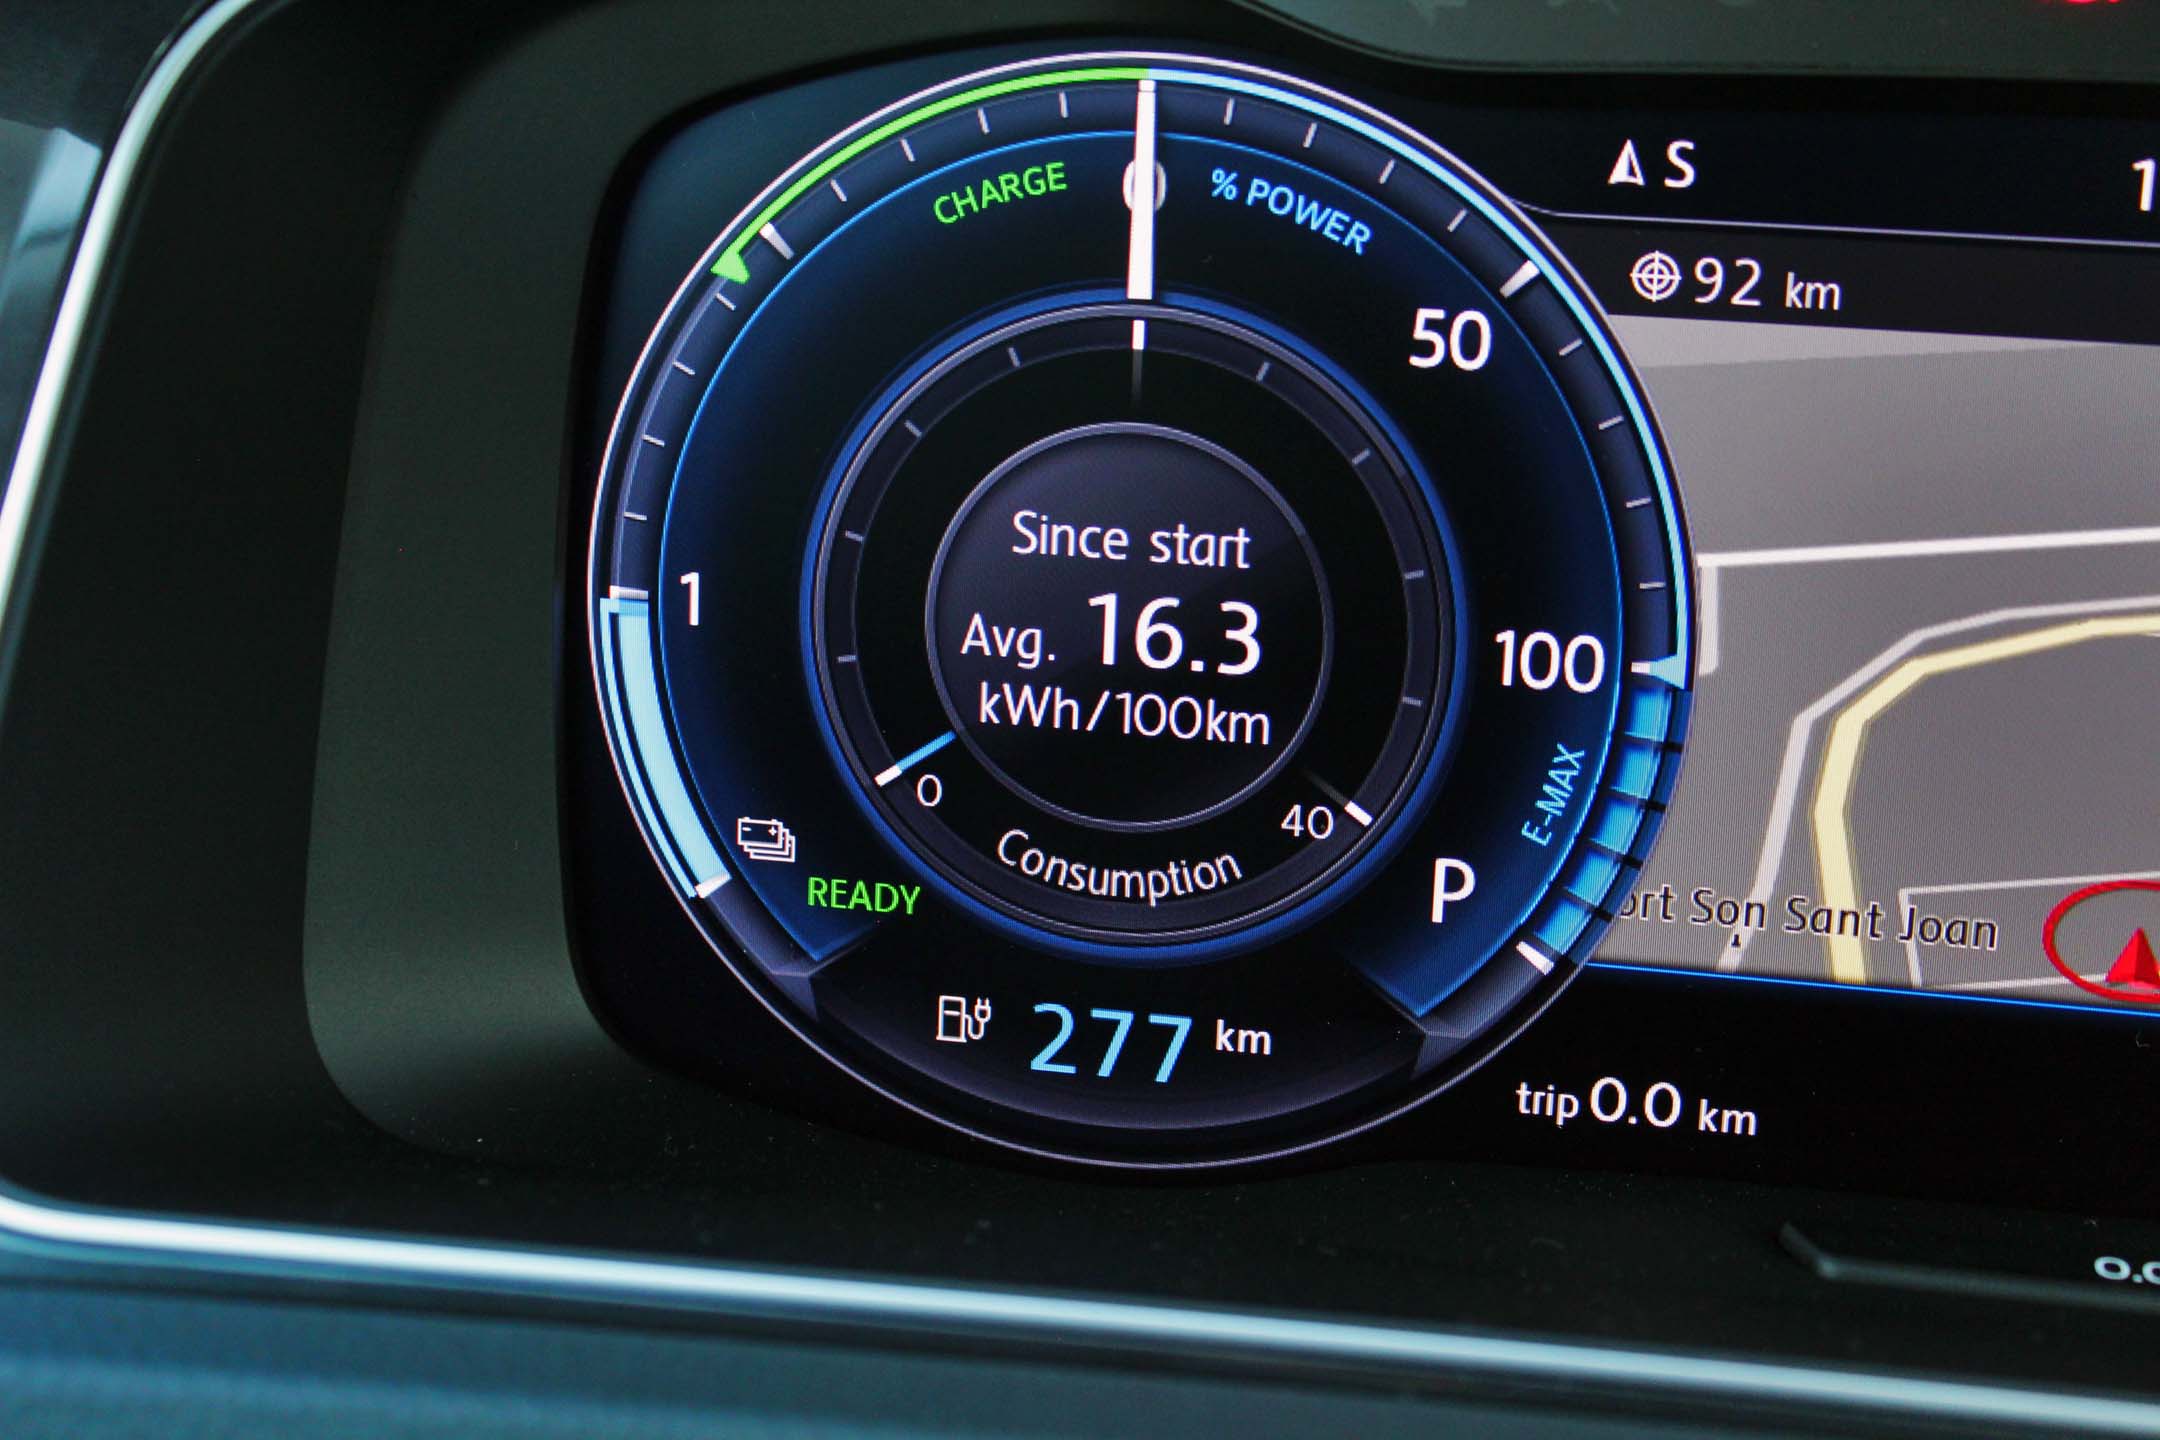 S
CHARGE
% POWER
92 km
50
Since start
1
Avg. 16.3
100
kWh/100km
0
40
E-MAX
Consumption
P
READY
Son Sant Joan
277 km
trip 0.0 km